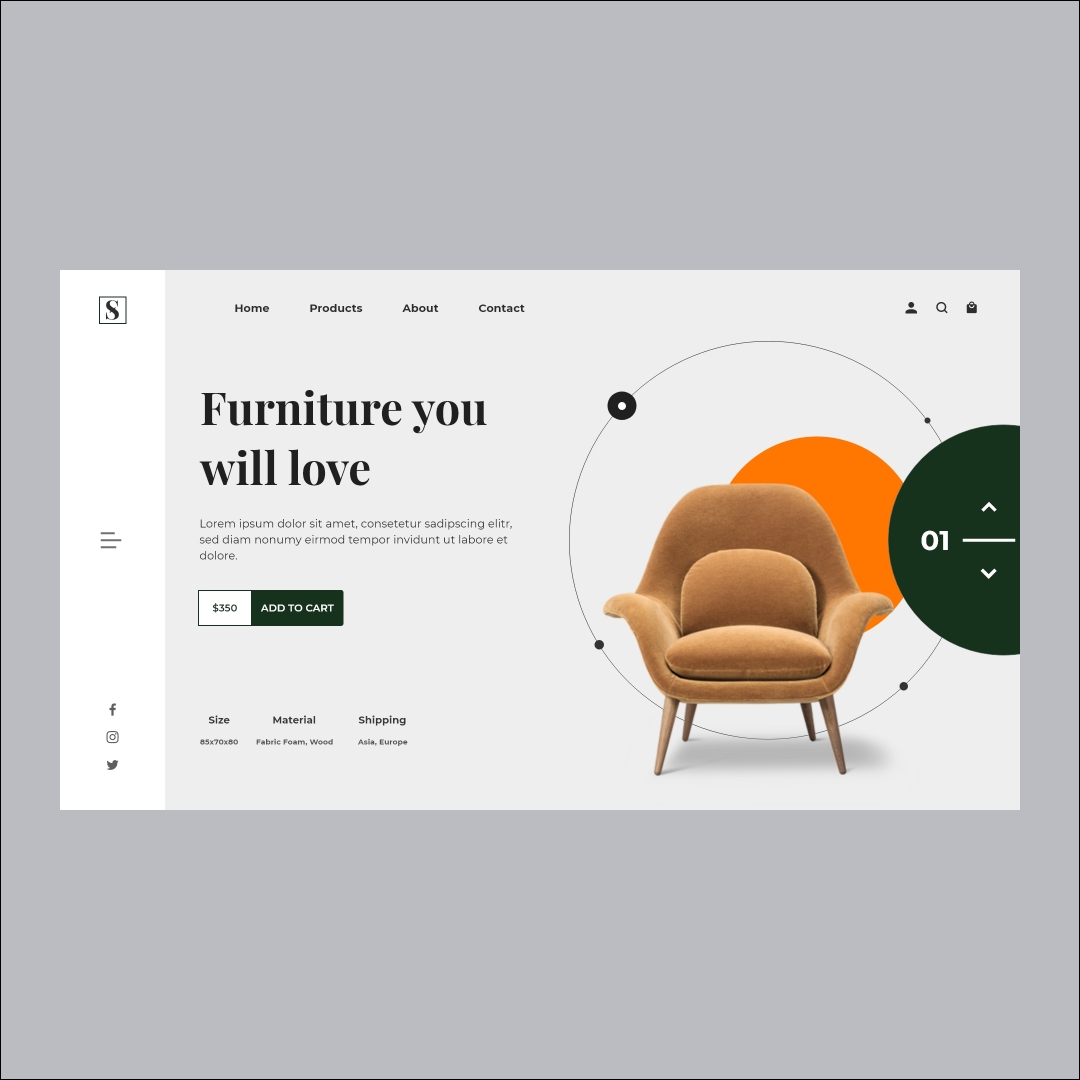 S
Home Products About Contact
Furniture you
will love
Lorem ipsum dolor sit amet, consetetur sadipscing elitr,
sed diam nonumy eirmod tempor invidunt ut labore et
dolore.
$350 ADD TO CART
01
Size Material Shipping
85x70x80 Fabric Foam, Wood Asia, Europe